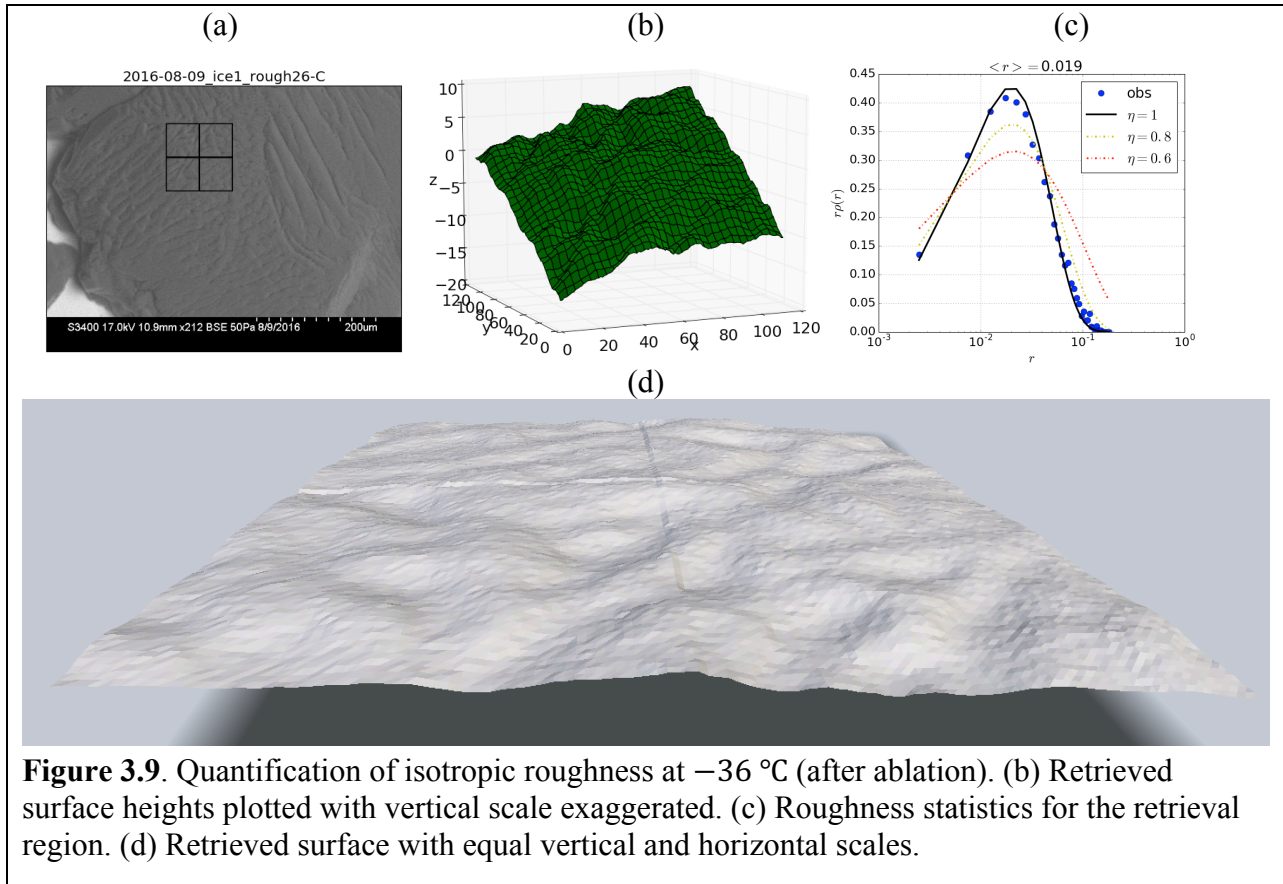 (a)
(b)
(c)
2016-08-09_ice1_rough26-C
S3400 17.0kV 10.9mm x212 BSE 50Pa 8/9/2016 200um
10
5
0
−5
−10
−15
−20
z
120
100
80
60
40
20
0
y
0 20 40 60 80 100 120
x
< r > = 0.019
0.45
0.40
0.35
0.30
0.25
0.20
0.15
0.10
0.05
0.00
rρ(r)
obs
η = 1
η = 0.8
η = 0.6
10⁻³ 10⁻² 10⁻¹ 10⁰
r
(d)
Figure 3.9. Quantification of isotropic roughness at −36 °C (after ablation). (b) Retrieved
surface heights plotted with vertical scale exaggerated. (c) Roughness statistics for the retrieval
region. (d) Retrieved surface with equal vertical and horizontal scales.